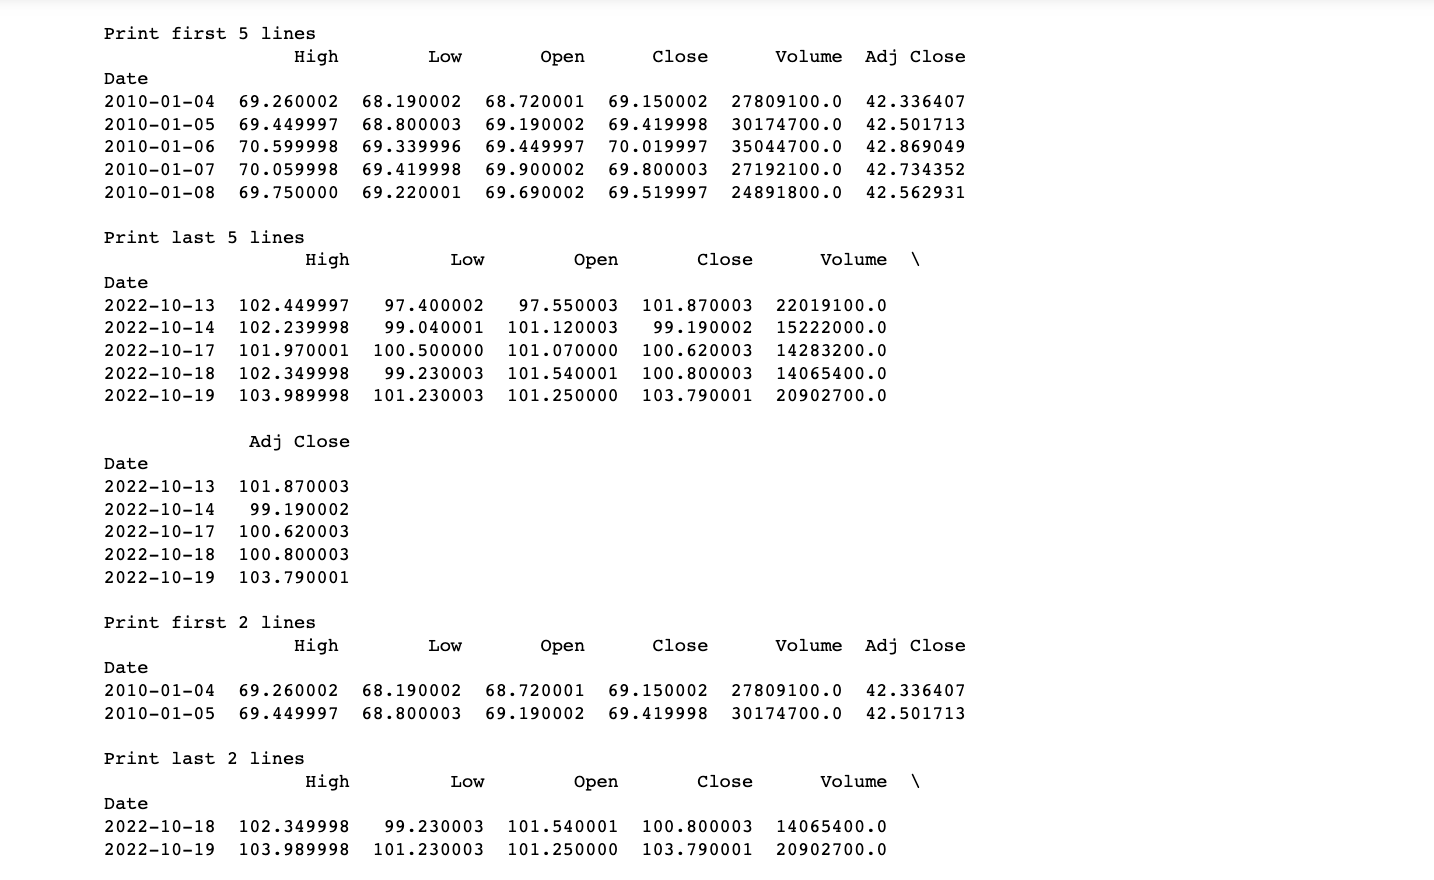 Print first 5 lines
High Low Open Close Volume Adj Close
Date
2010-01-04 69.260002 68.190002 68.720001 69.150002 27809100.0 42.336407
2010-01-05 69.449997 68.800003 69.190002 69.419998 30174700.0 42.501713
2010-01-06 70.599998 69.339996 69.449997 70.019997 35044700.0 42.869049
2010-01-07 70.059998 69.419998 69.900002 69.800003 27192100.0 42.734352
2010-01-08 69.750000 69.220001 69.690002 69.519997 24891800.0 42.562931
Print last 5 lines
High Low Open Close Volume \
Date
2022-10-13 102.449997 97.400002 97.550003 101.870003 22019100.0
2022-10-14 102.239998 99.040001 101.120003 99.190002 15222000.0
2022-10-17 101.970001 100.500000 101.070000 100.620003 14283200.0
2022-10-18 102.349998 99.230003 101.540001 100.800003 14065400.0
2022-10-19 103.989998 101.230003 101.250000 103.790001 20902700.0
Adj Close
Date
2022-10-13 101.870003
2022-10-14 99.190002
2022-10-17 100.620003
2022-10-18 100.800003
2022-10-19 103.790001
Print first 2 lines
High Low Open Close Volume Adj Close
Date
2010-01-04 69.260002 68.190002 68.720001 69.150002 27809100.0 42.336407
2010-01-05 69.449997 68.800003 69.190002 69.419998 30174700.0 42.501713
Print last 2 lines
High Low Open Close Volume \
Date
2022-10-18 102.349998 99.230003 101.540001 100.800003 14065400.0
2022-10-19 103.989998 101.230003 101.250000 103.790001 20902700.0